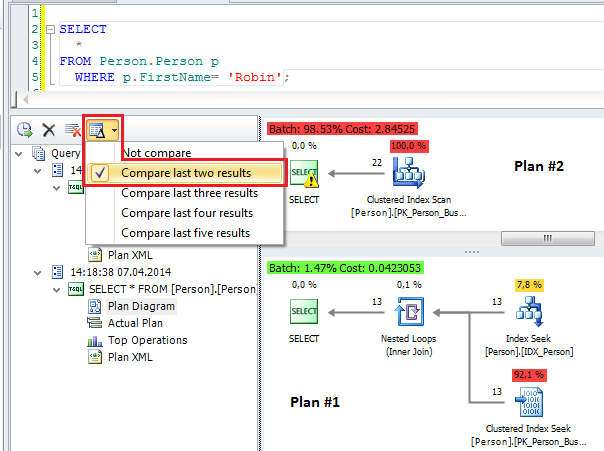 1
2 SELECT
3 *
4 FROM Person.Person p
5 WHERE p.FirstName= 'Robin';
Not compare
Compare last two results
Compare last three results
Compare last four results
Compare last five results
Query
14
T-SQL
Plan XML
14:18:38 07.04.2014
T-SQL SELECT * FROM [Person].[Person
Plan Diagram
Actual Plan
Top Operations
Plan XML
Batch: 98.53% Cost: 2.84525
0,0 %
100,0 %
SELECT
22
Plan #2
SELECT
Clustered Index Scan
[Person].[PK_Person_Bus...
Batch: 1.47% Cost: 0.0423053
0,0 %
0,1 %
7,8 %
SELECT
13
13
SELECT
Nested Loops
(Inner Join)
Index Seek
[Person].[IDX_Person]
92,1 %
13
Plan #1
Clustered Index Seek
[Person].[PK_Person_Bus...